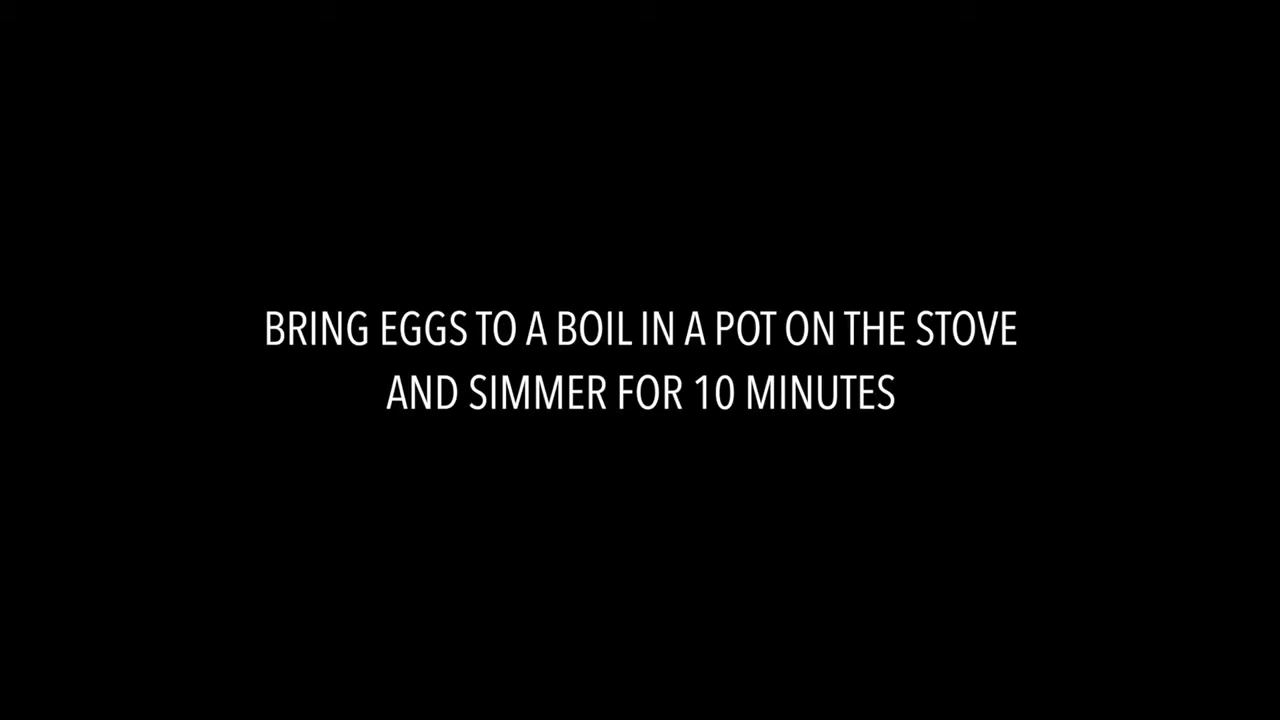 BRING EGGS TO A BOIL IN A POT ON THE STOVE
AND SIMMER FOR 10 MINUTES